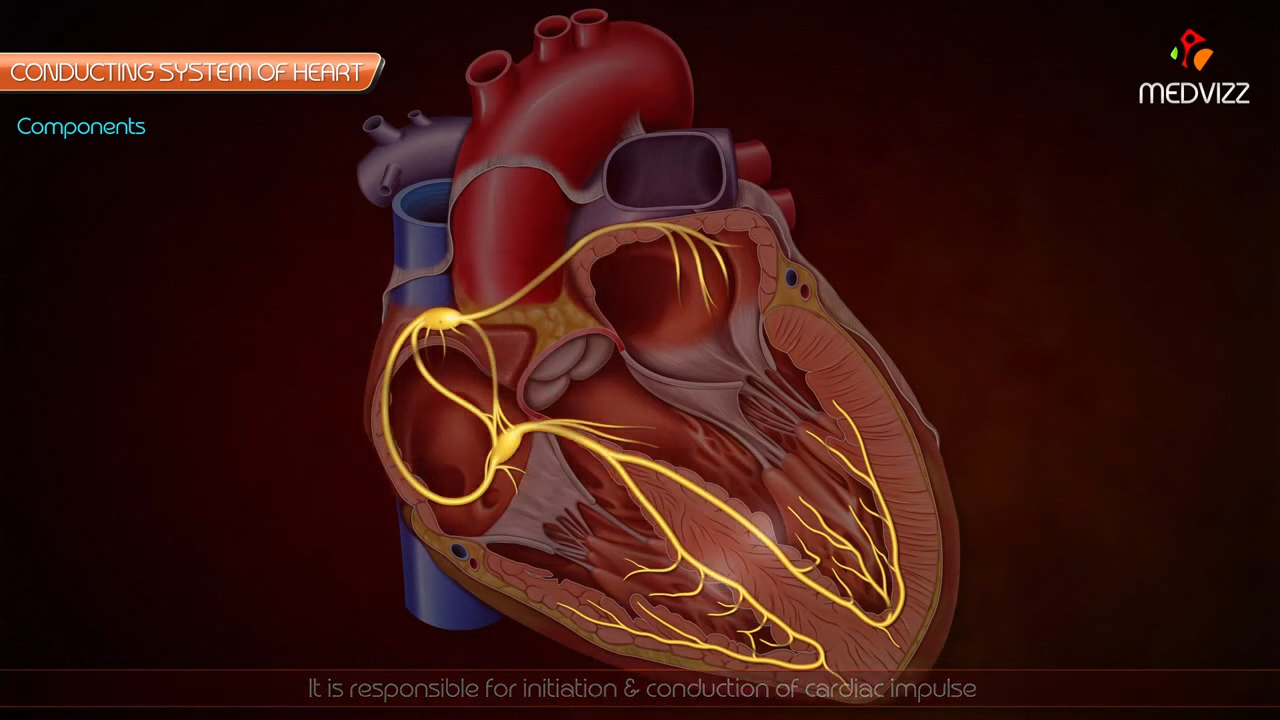 CONDUCTING SYSTEM OF HEART
MEDVIZZ
Components
It is responsible for initiation & conduction of cardiac impulse